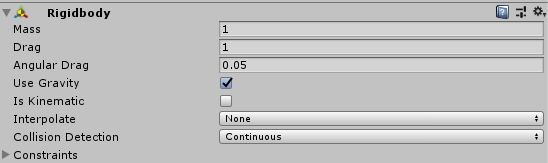 Rigidbody
Mass 1
Drag 1
Angular Drag 0.05
Use Gravity
Is Kinematic
Interpolate None
Collision Detection Continuous
Constraints